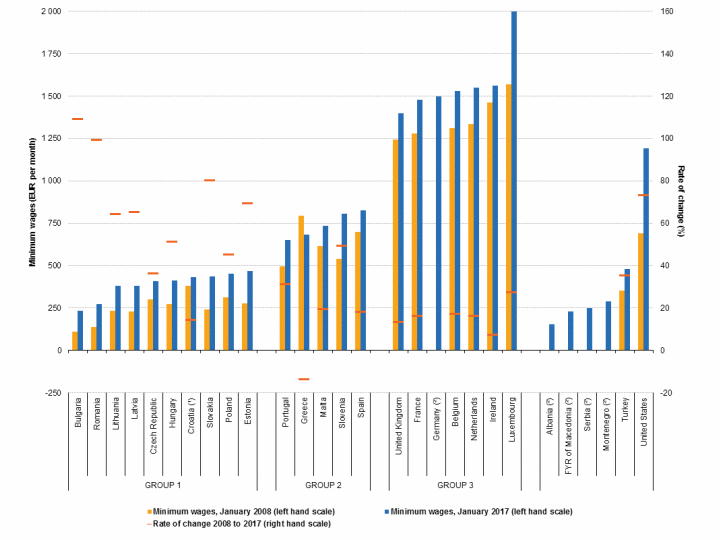 2 000
1 750
1 500
1 250
1 000
750
500
250
0
-250
Minimum wages (EUR per month)
160
140
120
100
80
60
40
20
0
-20
Rate of change (%)
Bulgaria
Romania
Lithuania
Latvia
Czech Republic
Hungary
Croatia (¹)
Slovakia
Poland
Estonia
Portugal
Greece
Malta
Slovenia
Spain
United Kingdom
France
Germany (²)
Belgium
Netherlands
Ireland
Luxembourg
Albania (²)
FYR of Macedonia (²)
Serbia (²)
Montenegro (²)
Turkey
United States
GROUP 1
GROUP 2
GROUP 3
Minimum wages, January 2008 (left hand scale)
Minimum wages, January 2017 (left hand scale)
Rate of change 2008 to 2017 (right hand scale)